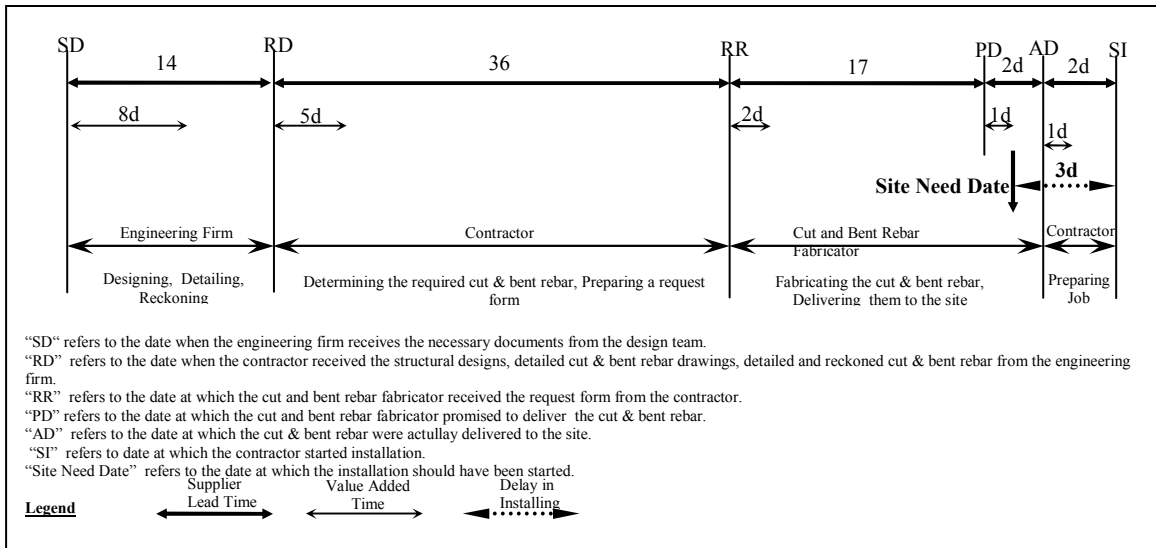 SD RD RR PD AD SI
14 36 17 2d 2d
8d 5d 2d 1d 1d
3d
Site Need Date
Engineering Firm Contractor Cut and Bent Rebar Contractor
Fabricator
Designing, Detailing, Determining the required cut & bent rebar, Preparing a request Fabricating the cut & bent rebar, Preparing
Reckoning form Delivering them to the site Job
“SD“ refers to the date when the engineering firm receives the necessary documents from the design team.
“RD” refers to the date when the contractor received the structural designs, detailed cut & bent rebar drawings, detailed and reckoned cut & bent rebar from the engineering
firm.
“RR” refers to the date at which the cut and bent rebar fabricator received the request form from the contractor.
“PD” refers to the date at which the cut and bent rebar fabricator promised to deliver the cut & bent rebar.
“AD” refers to the date at which the cut & bent rebar were actullay delivered to the site.
“SI” refers to date at which the contractor started installation.
“Site Need Date” refers to the date at which the installation should have been started.
Supplier Value Added Delay in
Legend Lead Time Time Installing